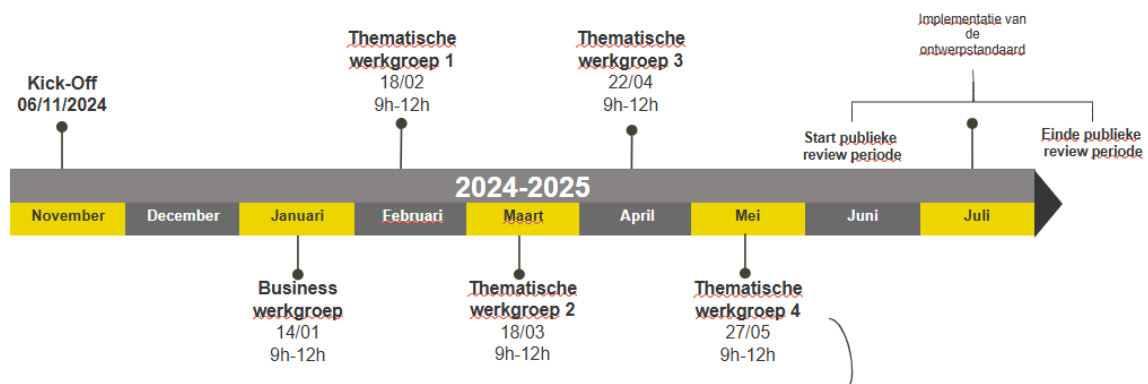 Implementatie van
de
ontwerpstandaard
Thematische
werkgroep 1
18/02
9h-12h
Thematische
werkgroep 3
22/04
9h-12h
Kick-Off
06/11/2024
Start publieke
review periode
Einde publieke
review periode
2024-2025
November
December
Januari
Februari
Maart
April
Mei
Juni
Juli
Business
werkgroep
14/01
9h-12h
Thematische
werkgroep 2
18/03
9h-12h
Thematische
werkgroep 4
27/05
9h-12h